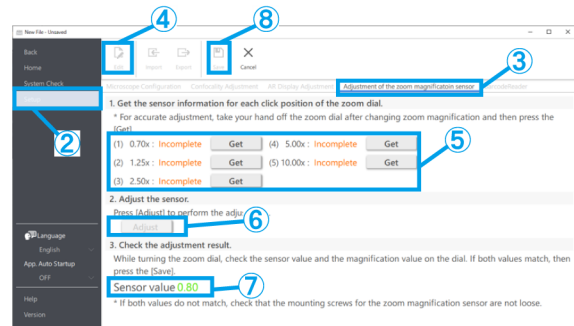 ④
⑧
New File - Unsaved
Back
Home
System Check
Setup
②
Edit
Import
Export
Save
Cancel
③
Microscope Configuration
Confocality Adjustment
AR Display Adjustment
Adjustment of the zoom magnificatoin sensor
1. Get the sensor information for each click position of the zoom dial.
* For accurate adjustment, take your hand off the zoom dial after changing zoom magnification and then press the
[Get].
(1) 0.70x : Incomplete Get (4) 5.00x : Incomplete Get
(2) 1.25x : Incomplete Get (5) 10.00x : Incomplete Get
(3) 2.50x : Incomplete Get
⑤
2. Adjust the sensor.
Press [Adjust] to perform the adju
Adjust
⑥
3. Check the adjustment result.
While turning the zoom dial, check the sensor value and the magnification value on the dial. If both values match, then
press the [Save].
Sensor value 0.80
⑦
* If both values do not match, check that the mounting screws for the zoom magnification sensor are not loose.
Language
English
App. Auto Startup
OFF
Help
Version